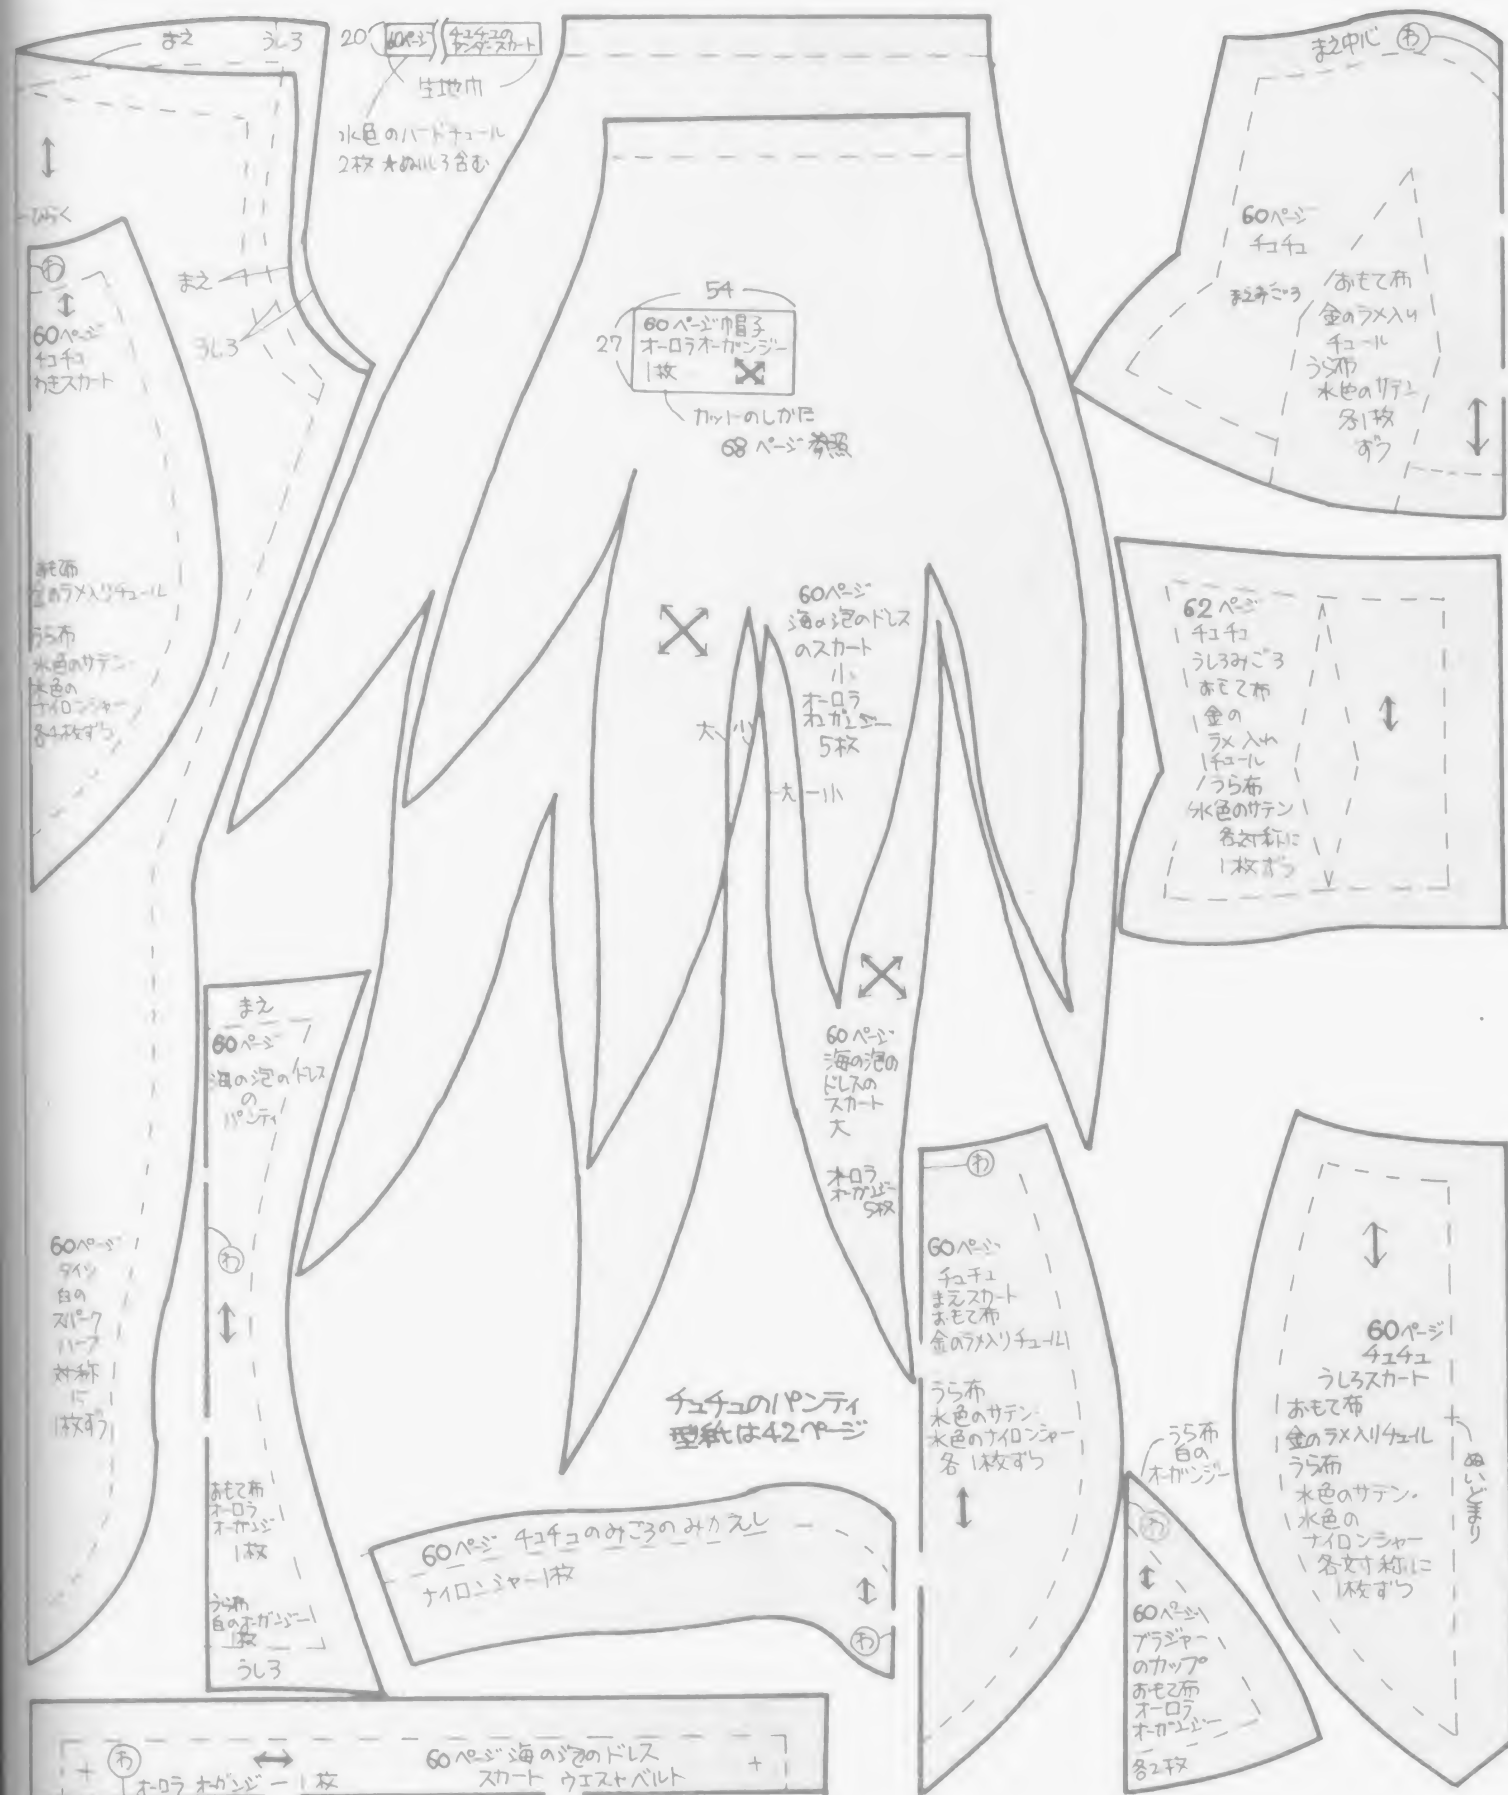 まえ
うしろ
20
60ページ
チュチュの
アンダースカート
生地巾
水色のハードチュール
2枚 ★ぬいしろ含む
ひらく
まえ
うしろ
わ
60ページ
チュチュ
わきスカート
おもて布
金のラメ入りチュール
うら布
水色のサテン・
水色の
ナイロンシャー
各4枚ずつ
54
27
60ページ帽子
オーロラオーガンジー
1枚
カットのしかた
68ページ参照
まえ中心 わ
60ページ
チュチュ
まえみごろ
おもて布
金のラメ入り
チュール
うら布
水色のサテン
各1枚
ずつ
60ページ
海の泡のドレス
のスカート
小
オーロラ
オーガンジー
5枚
大 小
大 小
62ページ
チュチュ
うしろみごろ
おもて布
金の
ラメ入れ
チュール
うら布
水色のサテン
各対称に
1枚ずつ
まえ
60ページ
海の泡のドレス
の
パンティ
わ
おもて布
オーロラ
オーガンジー
1枚
うら布
白のオーガンジー
1枚
うしろ
60ページ
海の泡の
ドレスの
スカート
大
オーロラ
オーガンジー
5枚
60ページ
タイツ
白の
スパーク
ハーフ
対称
に
1枚ずつ
わ
60ページ
チュチュ
まえスカート
おもて布
金のラメ入りチュール
うら布
水色のサテン・
水色のナイロンシャー
各1枚ずつ
60ページ
チュチュ
うしろスカート
おもて布
金のラメ入りチュール
うら布
水色のサテン・
水色の
ナイロンシャー
各対称に
1枚ずつ
ぬいどまり
チュチュのパンティ
型紙は42ページ
うら布
白の
オーガンジー
わ
60ページ
ブラジャー
のカップ
おもて布
オーロラ
オーガンジー
各2枚
60ページ チュチュのみごろのみかえし
ナイロンシャー1枚
わ
わ
60ページ海の泡のドレス
オーロラ オーガンジー 1枚
スカート ウエストベルト